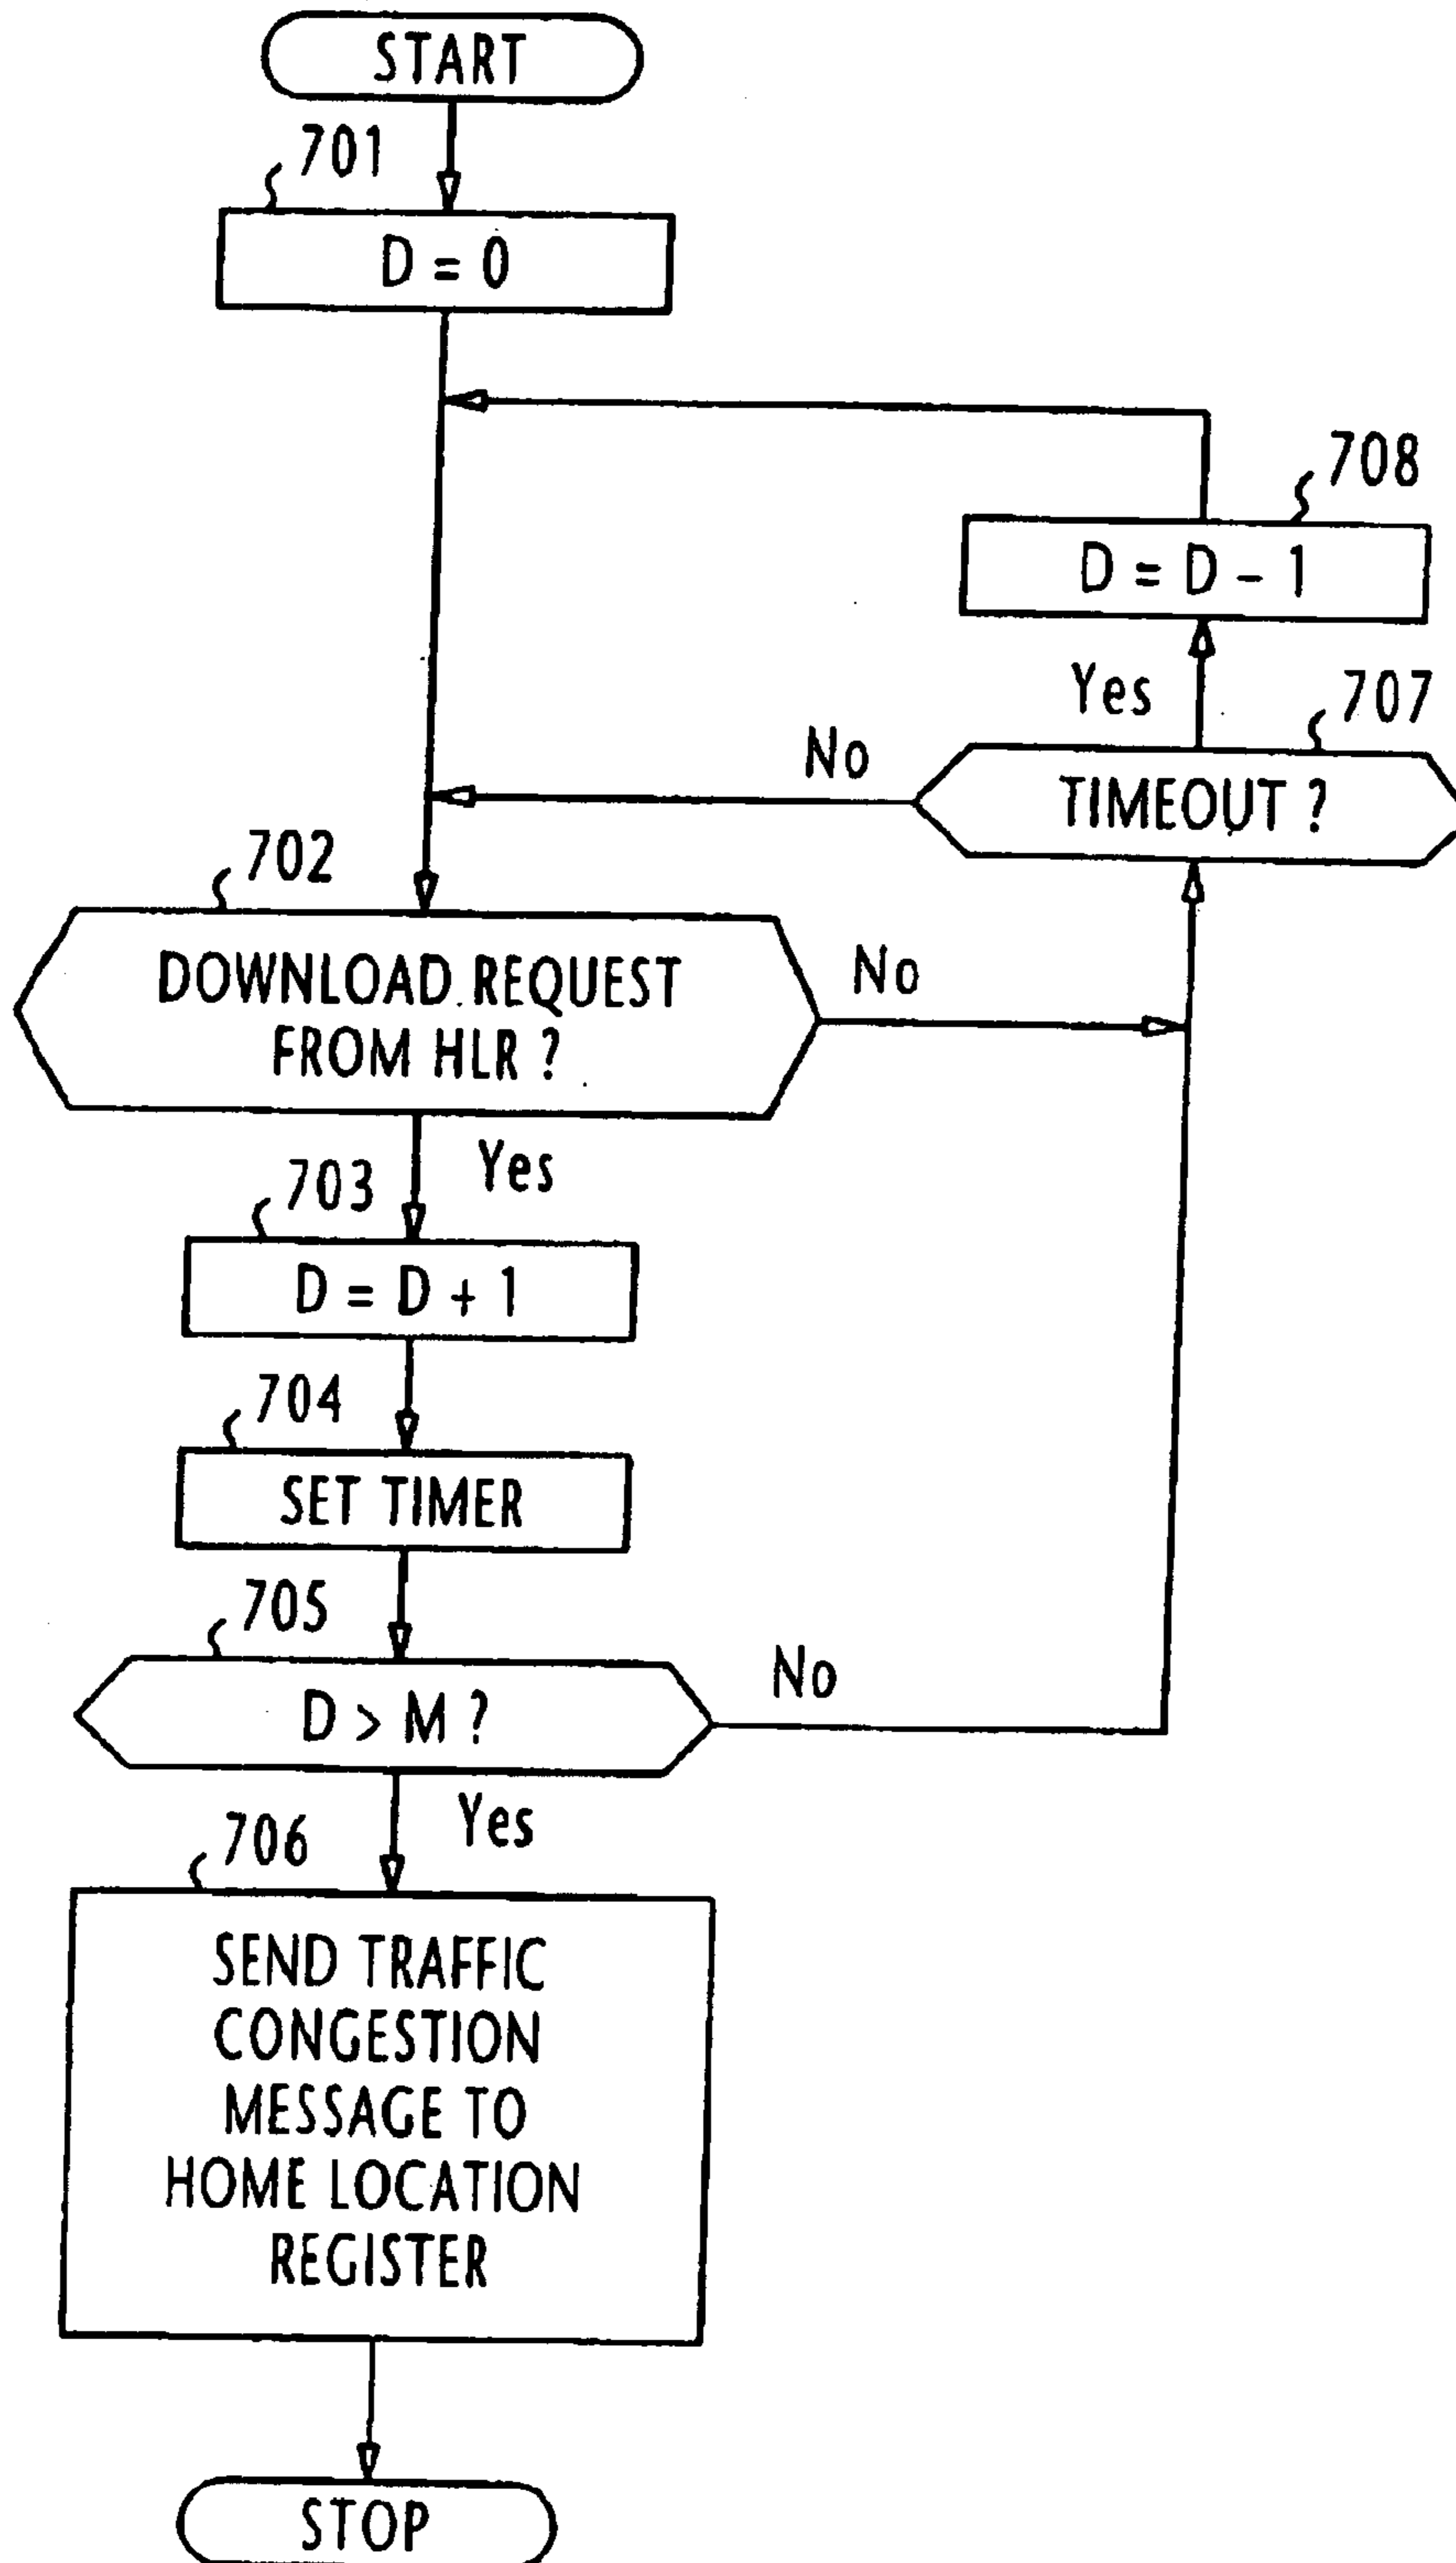 START
701
D = 0
708
D = D - 1
Yes
707
No
TIMEOUT ?
702
DOWNLOAD REQUEST
FROM HLR ?
No
Yes
703
D = D + 1
704
SET TIMER
705
D > M ?
No
Yes
706
SEND TRAFFIC
CONGESTION
MESSAGE TO
HOME LOCATION
REGISTER
STOP